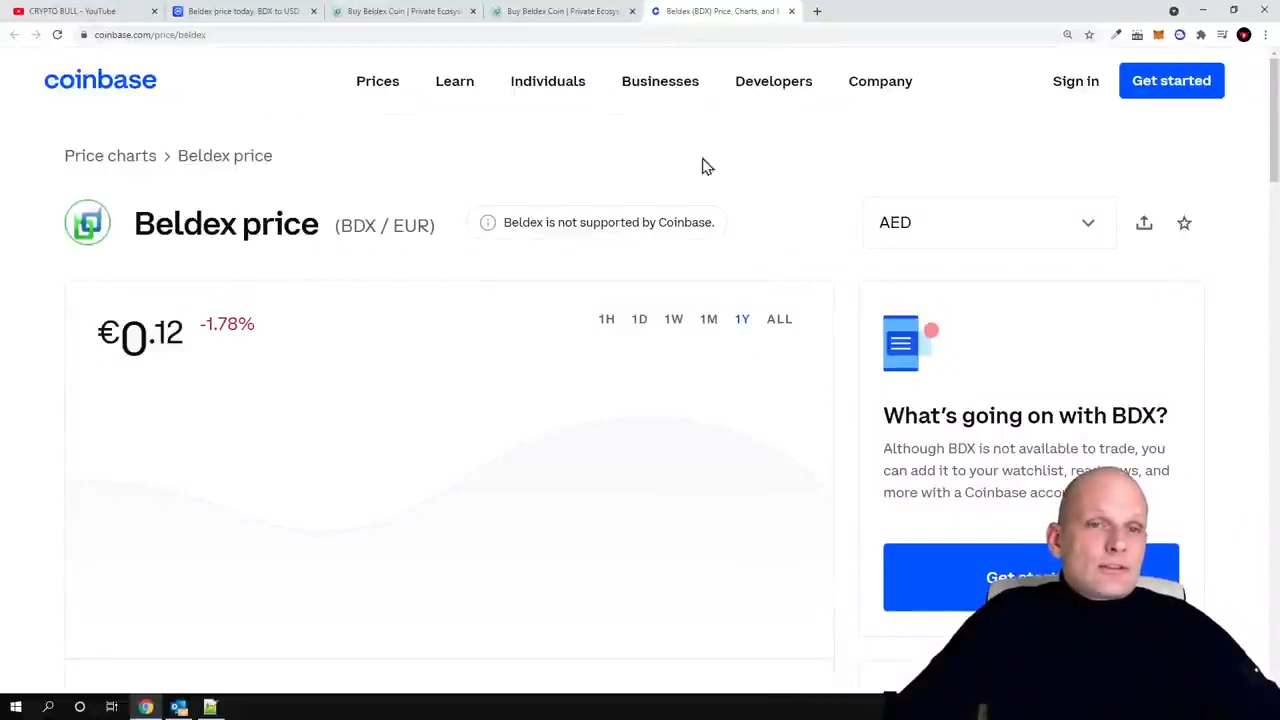 CRYPTO BULL - YouTube
Beldex price today, BDX to USD
Buy Beldex Coin | Private Ecosys
Buy Beldex Coin | Private Ecosys
Beldex (BDX) Price, Charts, and
coinbase.com/price/beldex
coinbase
Prices
Learn
Individuals
Businesses
Developers
Company
Sign in
Get started
Price charts > Beldex price
Beldex price (BDX / EUR)
Beldex is not supported by Coinbase.
AED
€0.12 -1.78%
1H 1D 1W 1M 1Y ALL
What's going on with BDX?
Although BDX is not available to trade, you
can add it to your watchlist, and
more with a Coinbase
Get